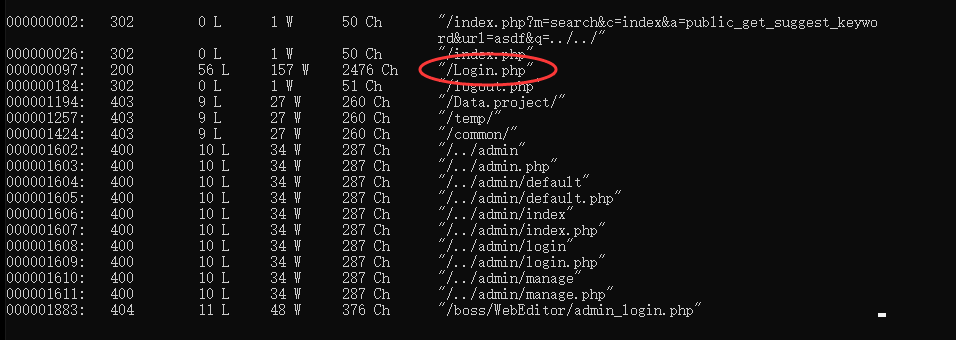 000000002: 302 0 L 1 W 50 Ch "/index.php?m=search&c=index&a=public_get_suggest_keywo
rd&url=asdf&q=../../"
000000026: 302 0 L 1 W 50 Ch "/index.php"
000000097: 200 56 L 157 W 2476 Ch "/Login.php"
000000184: 302 0 L 1 W 51 Ch "/logout.php"
000001194: 403 9 L 27 W 260 Ch "/Data.project/"
000001257: 403 9 L 27 W 260 Ch "/temp/"
000001424: 403 9 L 27 W 260 Ch "/common/"
000001602: 400 10 L 34 W 287 Ch "/../admin"
000001603: 400 10 L 34 W 287 Ch "/../admin.php"
000001604: 400 10 L 34 W 287 Ch "/../admin/default"
000001605: 400 10 L 34 W 287 Ch "/../admin/default.php"
000001606: 400 10 L 34 W 287 Ch "/../admin/index"
000001607: 400 10 L 34 W 287 Ch "/../admin/index.php"
000001608: 400 10 L 34 W 287 Ch "/../admin/login"
000001609: 400 10 L 34 W 287 Ch "/../admin/login.php"
000001610: 400 10 L 34 W 287 Ch "/../admin/manage"
000001611: 400 10 L 34 W 287 Ch "/../admin/manage.php"
000001883: 404 11 L 48 W 376 Ch "/boss/WebEditor/admin_login.php"